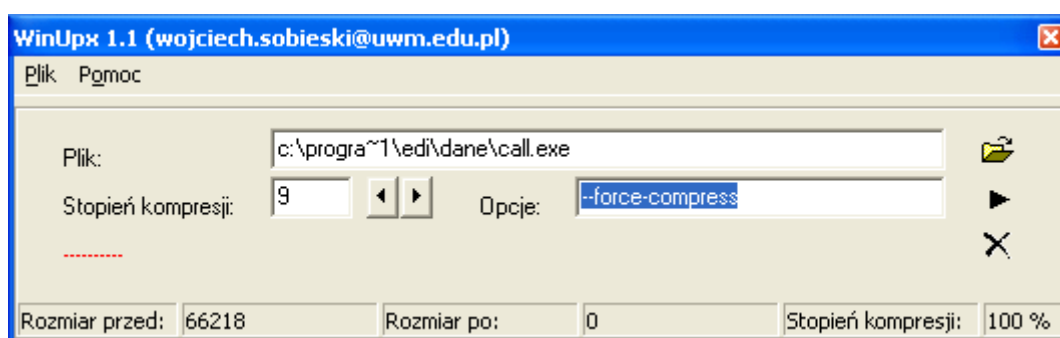 WinUpx 1.1 (wojciech.sobieski@uwm.edu.pl)
Plik Pomoc
Plik: c:\progra~1\edi\dane\call.exe
Stopień kompresji: 9 Opcje: --force-compress
----------
Rozmiar przed: 66218 Rozmiar po: 0 Stopień kompresji: 100 %